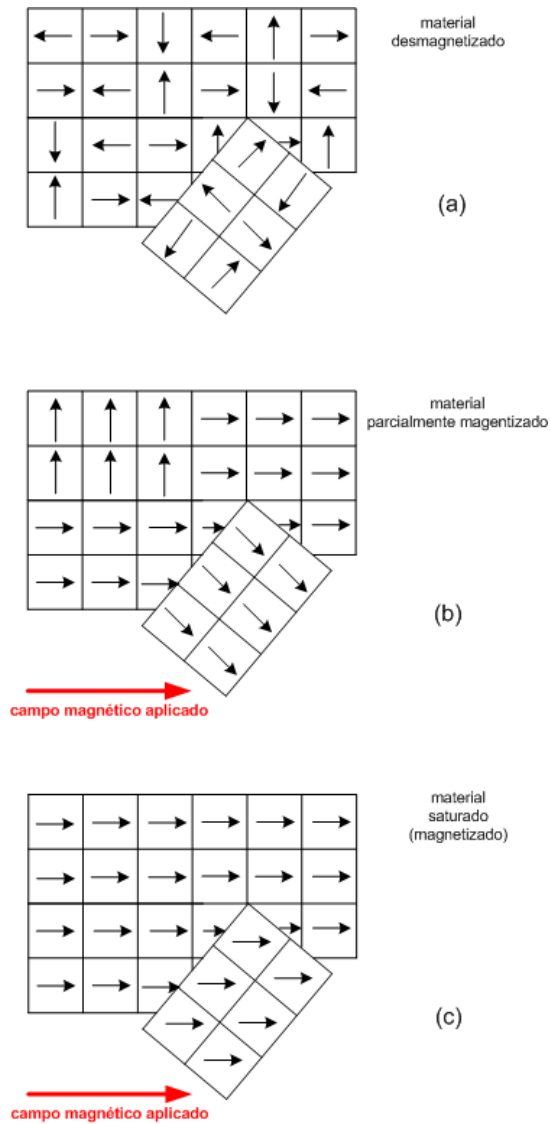 material
desmagnetizado
(a)
material
parcialmente magentizado
(b)
campo magnético aplicado
material
saturado
(magnetizado)
(c)
campo magnético aplicado